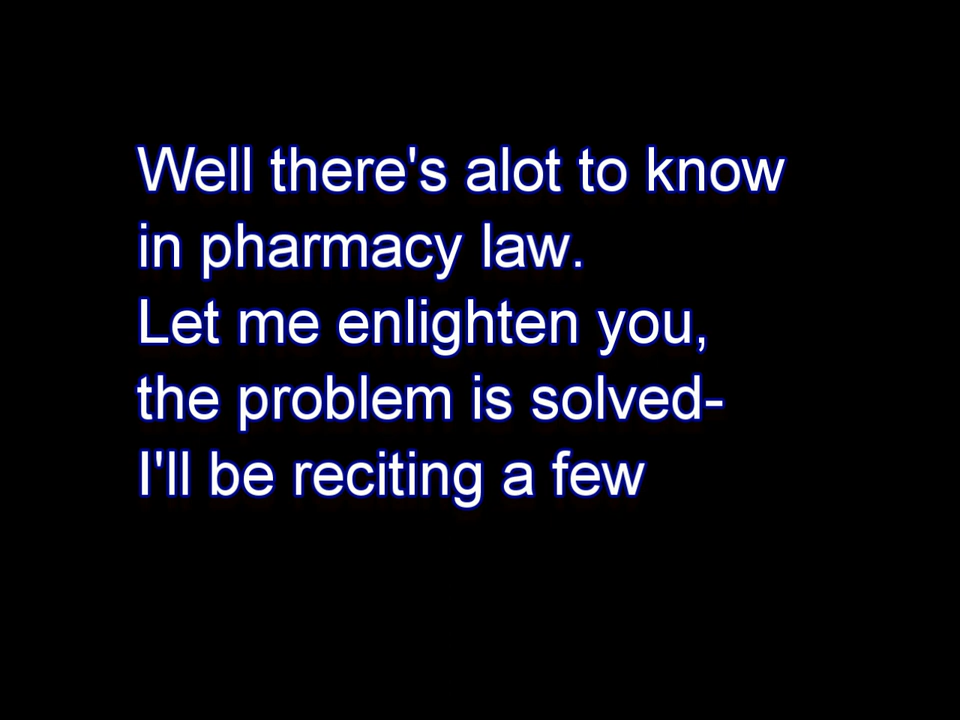 Well there's alot to know
in pharmacy law.
Let me enlighten you,
the problem is solved-
I'll be reciting a few